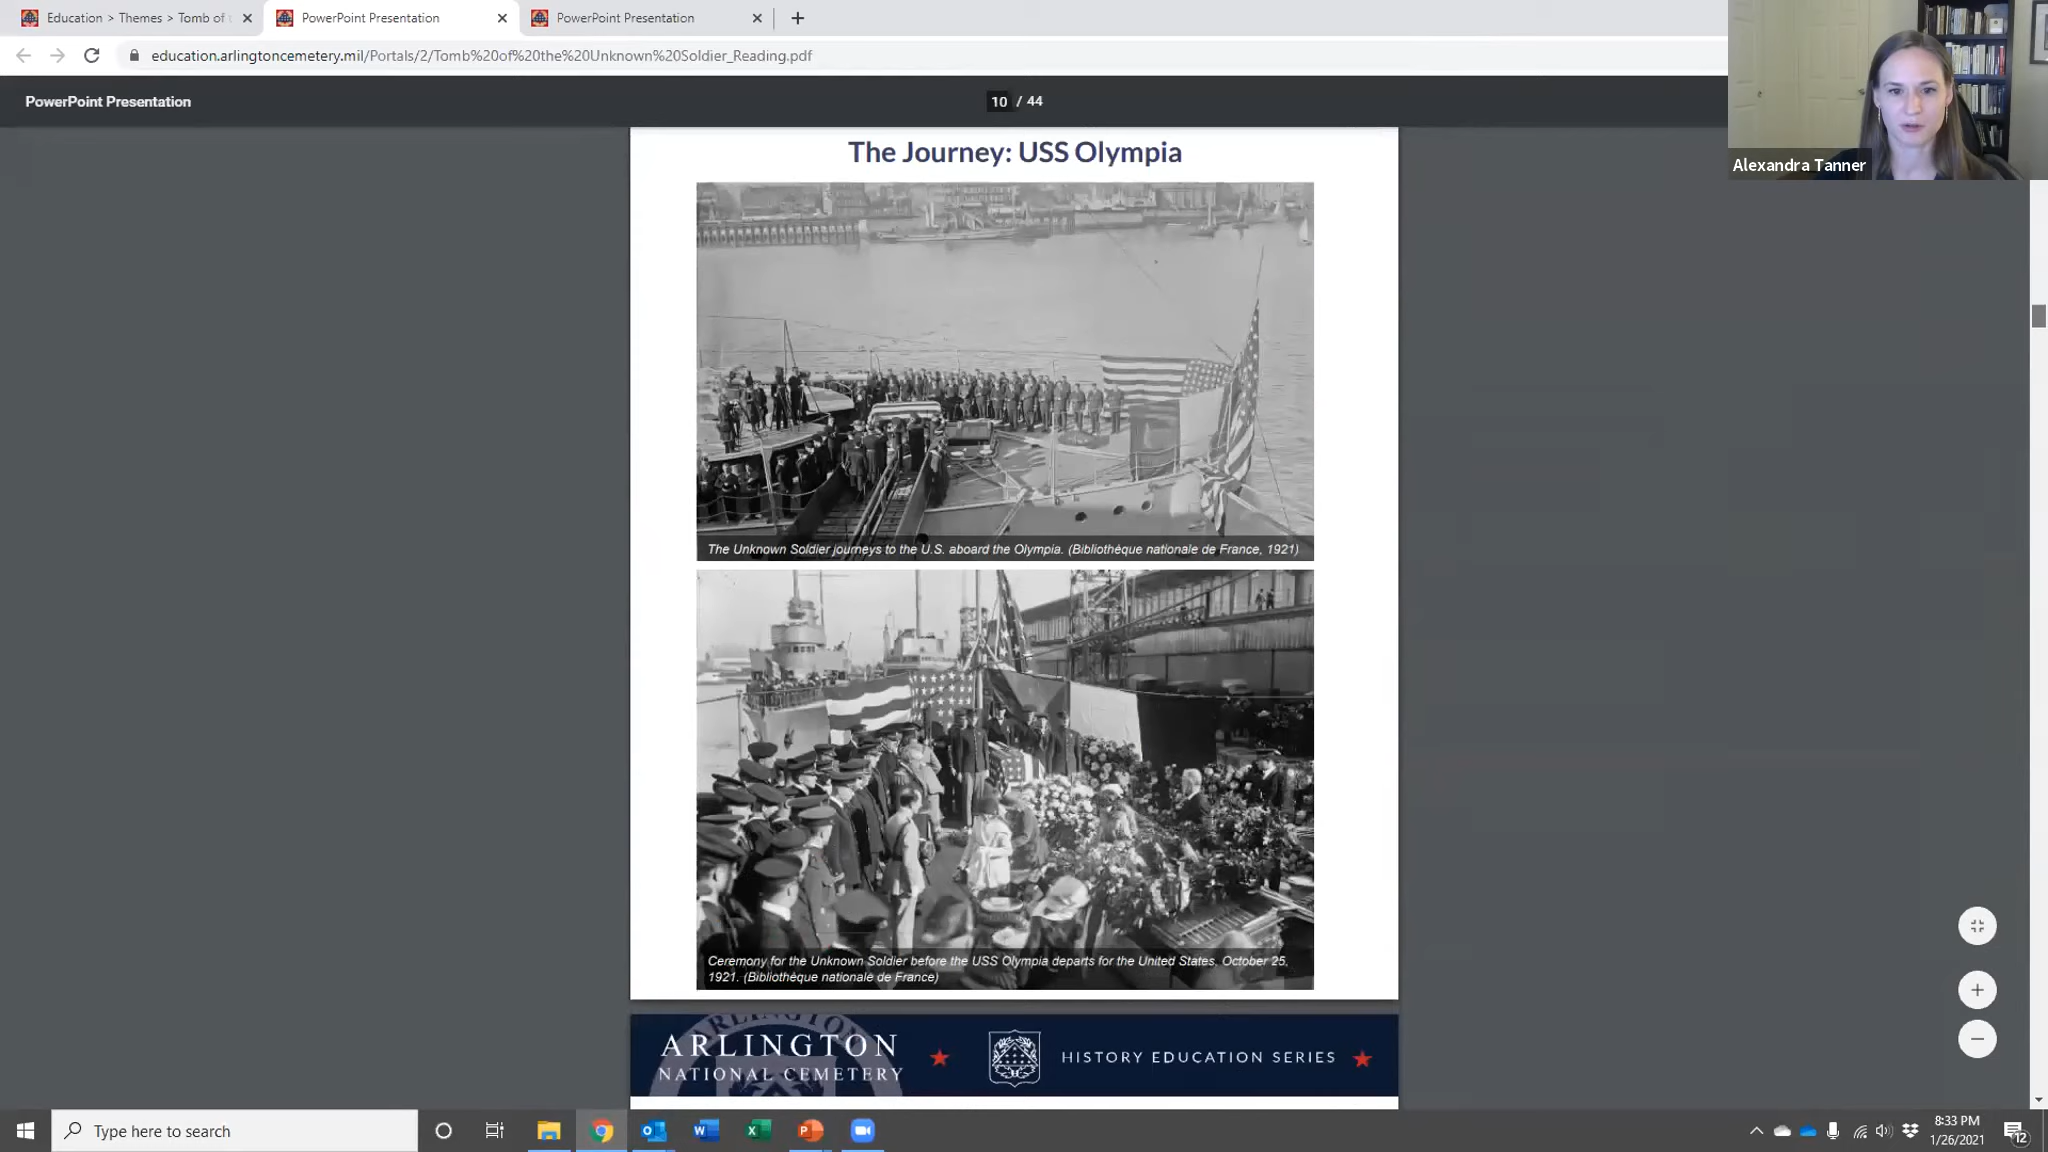 Education > Themes > Tomb of
PowerPoint Presentation
PowerPoint Presentation
education.arlingtoncemetery.mil/Portals/2/Tomb%20of%20the%20Unknown%20Soldier_Reading.pdf
PowerPoint Presentation
10 / 44
Alexandra Tanner
The Journey: USS Olympia
The Unknown Soldier journeys to the U.S. aboard the Olympia. (Bibliothèque nationale de France, 1921)
Ceremony for the Unknown Soldier before the USS Olympia departs for the United States, October 25,
1921. (Bibliothèque nationale de France)
ARLINGTON
ARLINGTON
NATIONAL CEMETERY
HISTORY EDUCATION SERIES
Type here to search
8:33 PM
1/26/2021
12